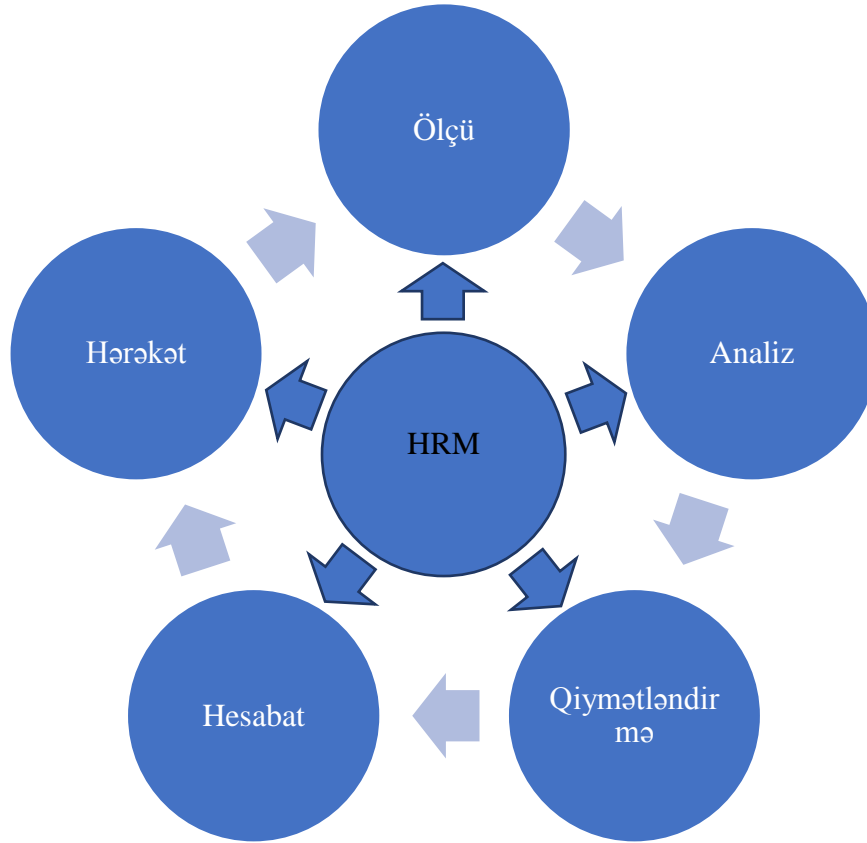 Ölçü
Hərəkət
Analiz
HRM
Hesabat
Qiymətləndir
mə